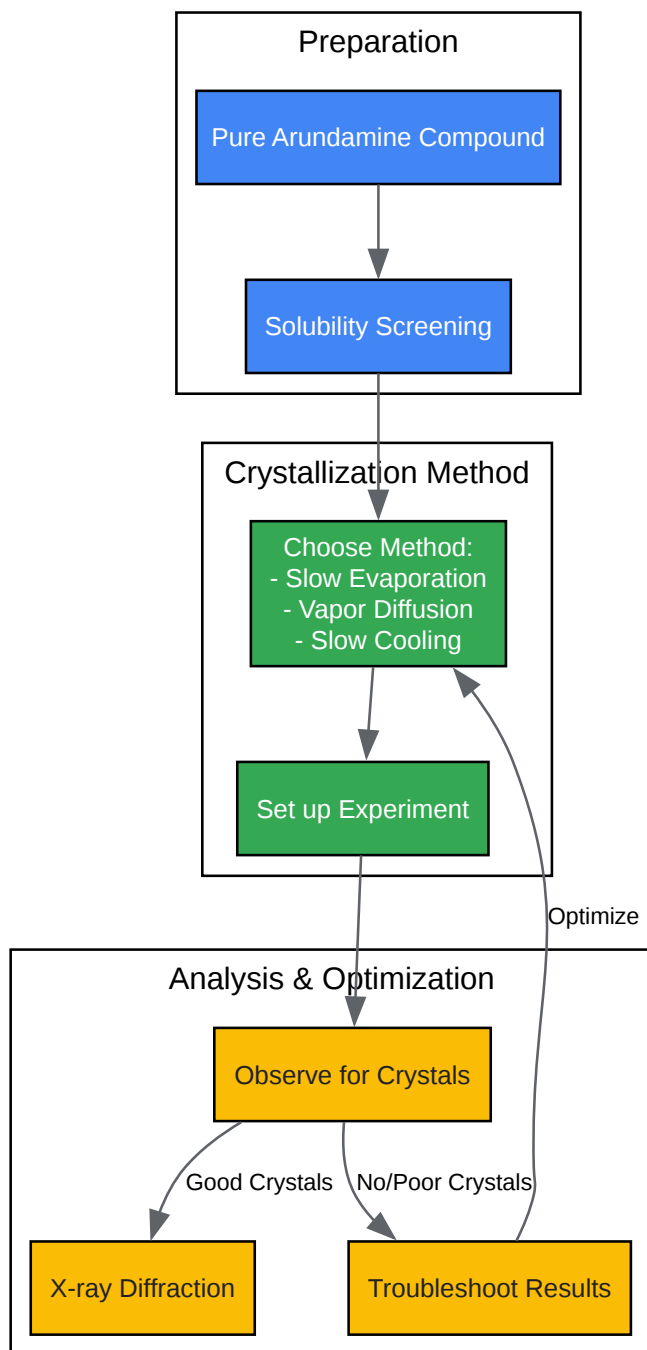 Preparation
Pure Arundamine Compound
Solubility Screening
Crystallization Method
Choose Method:
- Slow Evaporation
- Vapor Diffusion
- Slow Cooling
Set up Experiment
Optimize
Analysis & Optimization
Observe for Crystals
Good Crystals
No/Poor Crystals
X-ray Diffraction
Troubleshoot Results